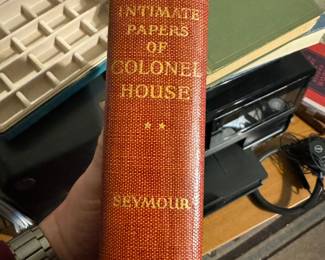 INTIMATE
PAPERS
OF
COLONEL
HOUSE
★ ★
SEYMOUR